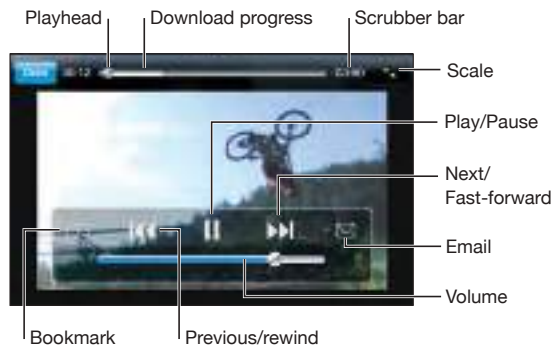 Playhead
Download progress
Scrubber bar
Done
Scale
Play/Pause
Next/
Fast-forward
Email
Volume
Bookmark
Previous/rewind